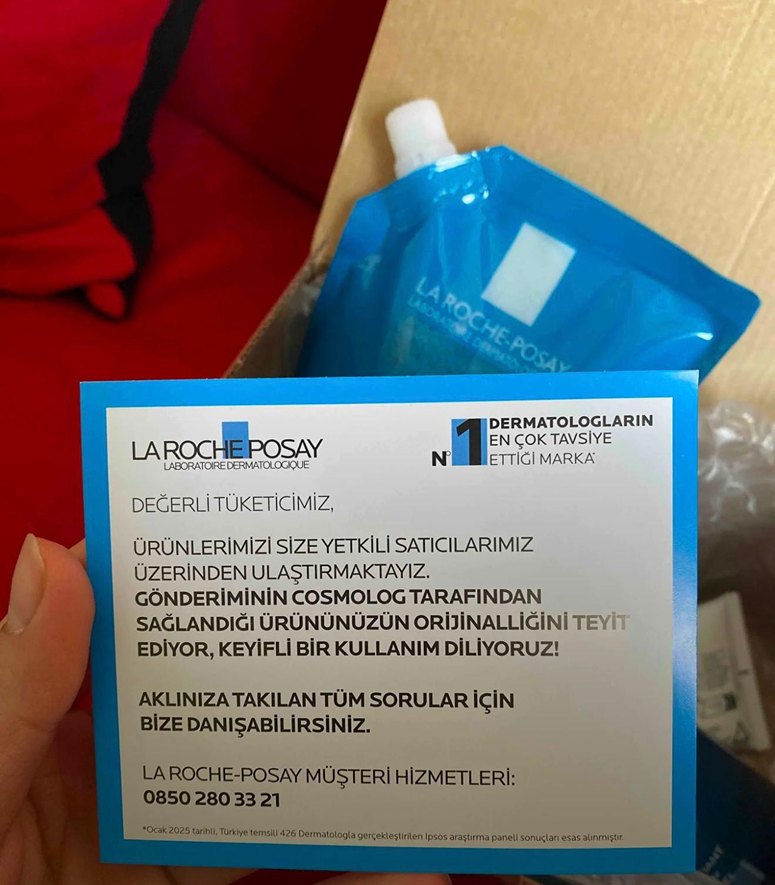 LA ROCHE-POSAY
LABORATOIRE DERMATOLOGIQUE
LA ROCHE POSAY
LABORATOIRE DERMATOLOGIQUE
N°1 DERMATOLOGLARIN
EN ÇOK TAVSİYE
ETTİĞİ MARKA*
DEĞERLİ TÜKETİCİMİZ,
ÜRÜNLERİMİZİ SİZE YETKİLİ SATICILARIMIZ
ÜZERİNDEN ULAŞTIRMAKTAYIZ.
GÖNDERİMİNİN COSMOLOG TARAFINDAN
SAĞLANDIĞI ÜRÜNÜNÜZÜN ORİJİNALLİĞİNİ TEYİT
EDİYOR, KEYİFLİ BİR KULLANIM DİLİYORUZ!
AKLINIZA TAKILAN TÜM SORULAR İÇİN
BİZE DANIŞABİLİRSİNİZ.
LA ROCHE-POSAY MÜŞTERİ HİZMETLERİ:
0850 280 33 21
*Ocak 2025 tarihli, Türkiye temsili 426 Dermatologla gerçekleştirilen Ipsos araştırma paneli sonuçları esas alınmıştır.